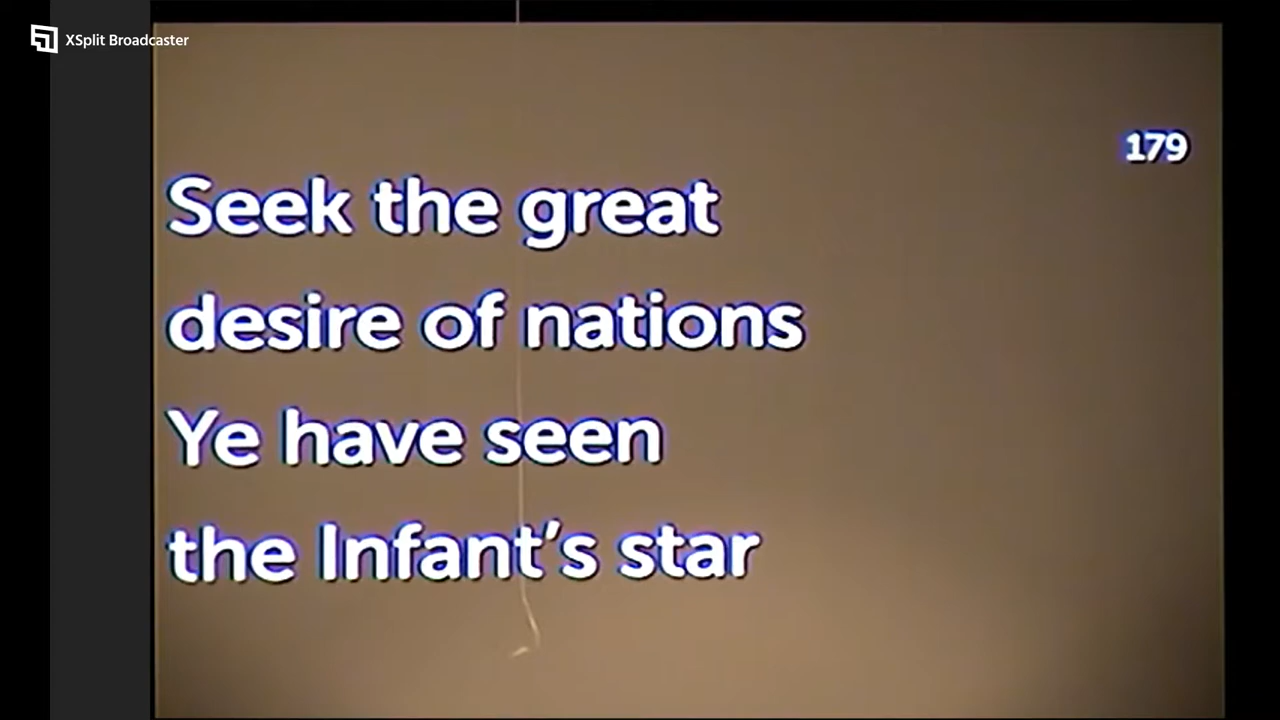 XSplit Broadcaster
179
Seek the great
desire of nations
Ye have seen
the Infant's star